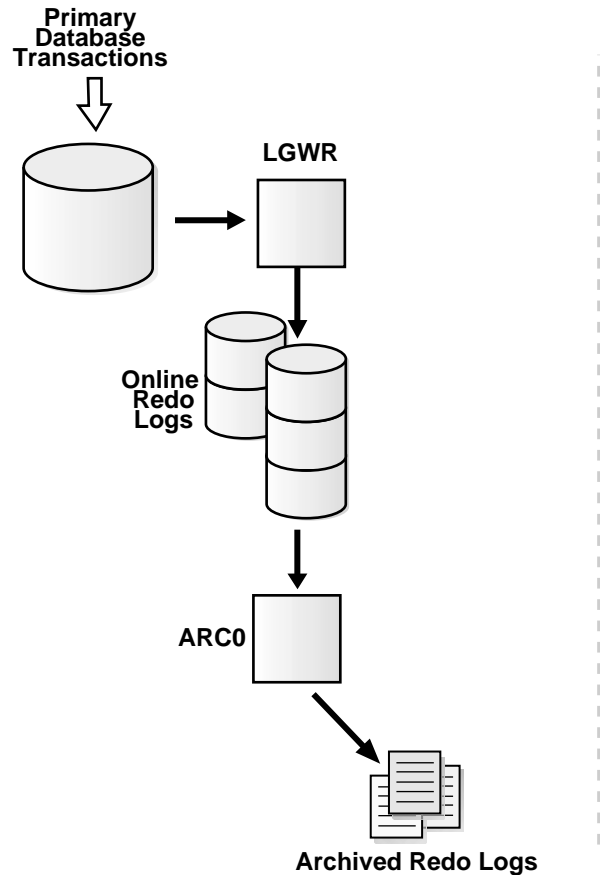 Primary
Database
Transactions
LGWR
Online
Redo
Logs
ARC0
Archived Redo Logs